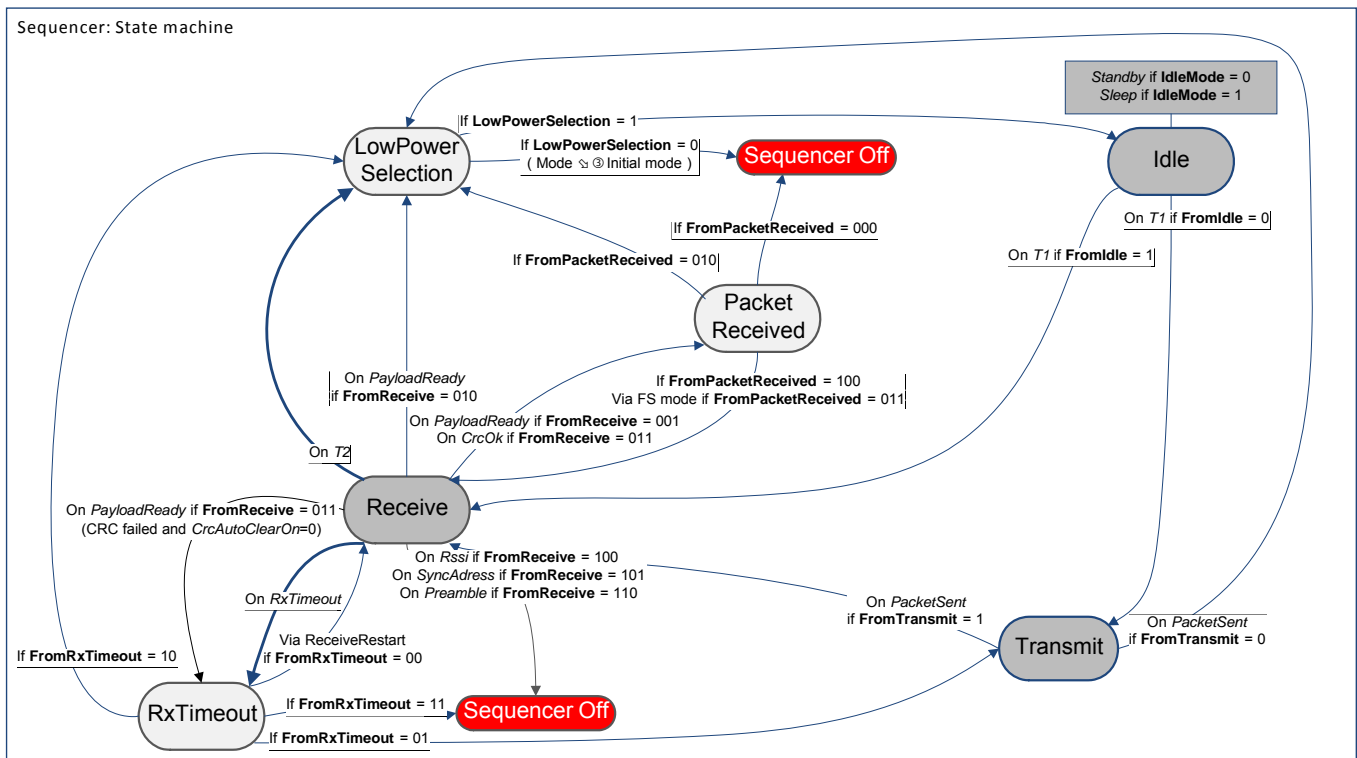 Sequencer: State machine
Standby if IdleMode = 0
Sleep if IdleMode = 1
If LowPowerSelection = 1
LowPower
Selection
If LowPowerSelection = 0
( Mode ⇘ ③ Initial mode )
Sequencer Off
Idle
On T1 if FromIdle = 0
If FromPacketReceived = 000
On T1 if FromIdle = 1
If FromPacketReceived = 010
Packet
Received
On PayloadReady
if FromReceive = 010
If FromPacketReceived = 100
Via FS mode if FromPacketReceived = 011
On PayloadReady if FromReceive = 001
On CrcOk if FromReceive = 011
On T2
Receive
On PayloadReady if FromReceive = 011
(CRC failed and CrcAutoClearOn=0)
On Rssi if FromReceive = 100
On SyncAdress if FromReceive = 101
On Preamble if FromReceive = 110
On RxTimeout
On PacketSent
if FromTransmit = 1
On PacketSent
if FromTransmit = 0
Transmit
Via ReceiveRestart
if FromRxTimeout = 00
If FromRxTimeout = 10
RxTimeout
If FromRxTimeout = 11
Sequencer Off
If FromRxTimeout = 01